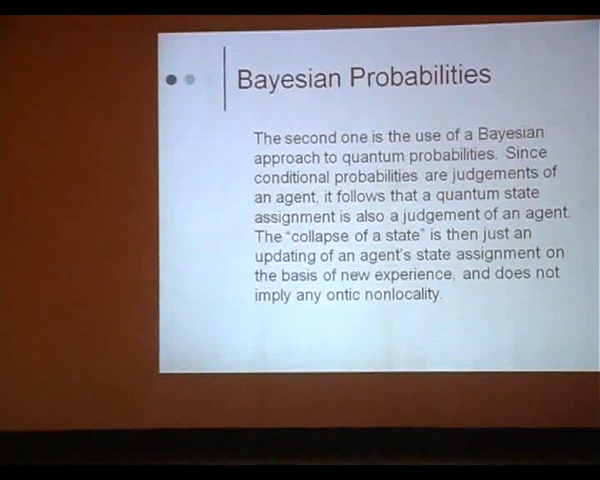 Bayesian Probabilities
The second one is the use of a Bayesian
approach to quantum probabilities. Since
conditional probabilities are judgements of
an agent, it follows that a quantum state
assignment is also a judgement of an agent.
The “collapse of a state” is then just an
updating of an agent's state assignment on
the basis of new experience, and does not
imply any ontic nonlocality.